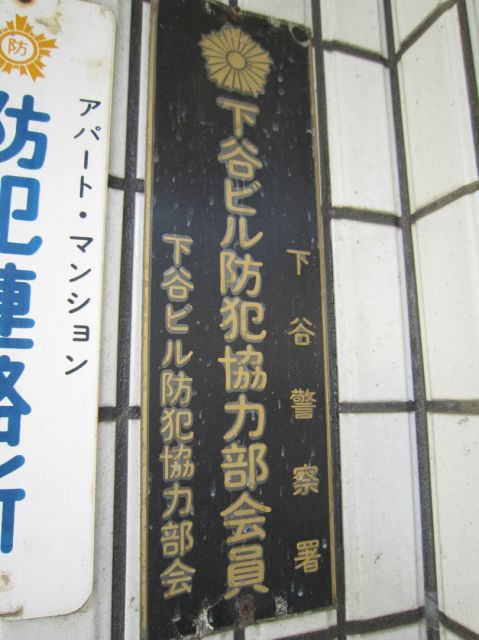 下谷警察署
下谷ビル防犯協力部会員
下谷ビル防犯協力部会
防
アパート・マンション
防犯連絡所